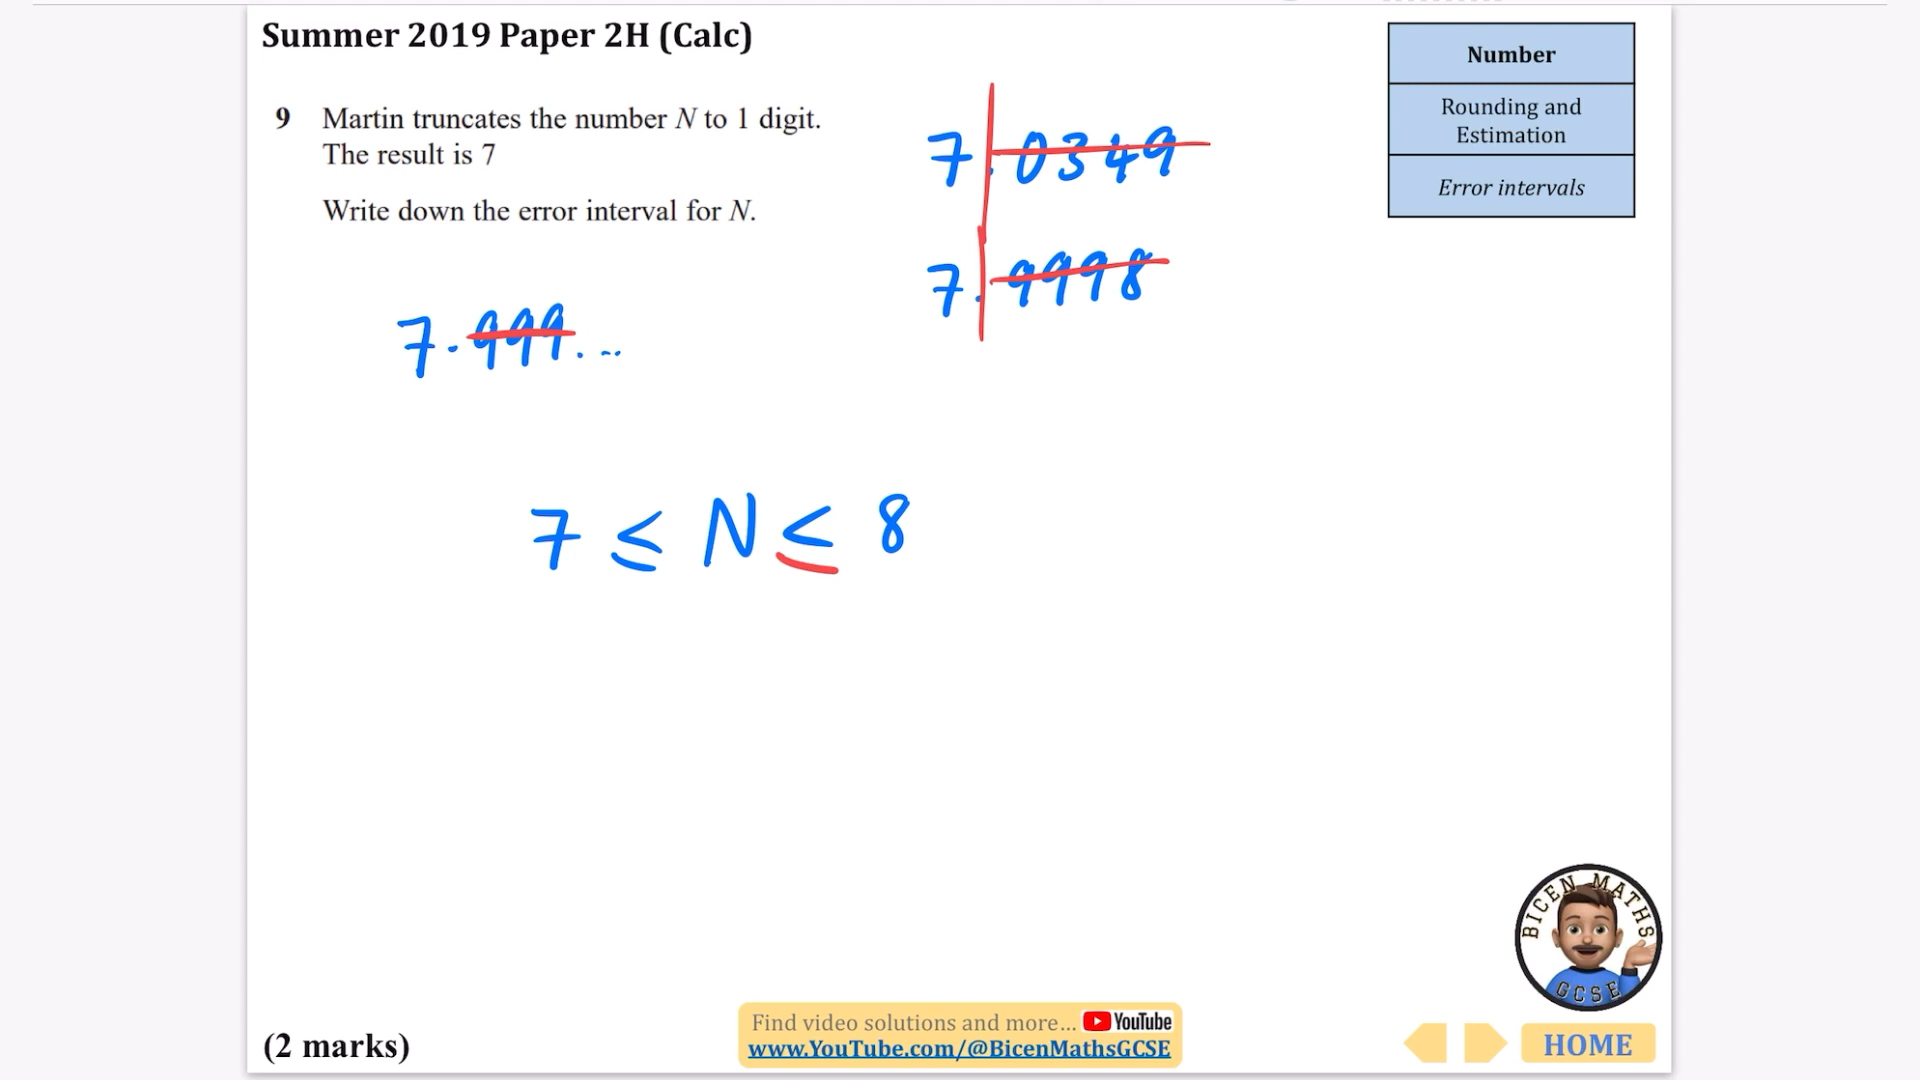 Summer 2019 Paper 2H (Calc)
Number
Rounding and
Estimation
Error intervals
9 Martin truncates the number N to 1 digit.
The result is 7
Write down the error interval for N.
7.0349
7.9998
7.999...
7 ≤ N ≤ 8
BICEN MATHS
GCSE
(2 marks)
Find video solutions and more... YouTube
www.YouTube.com/@BicenMathsGCSE
HOME